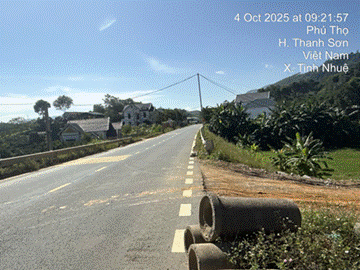 4 Oct 2025 at 09:21:57
Phú Thọ
H. Thanh Sơn
Việt Nam
X. Tinh Nhuệ